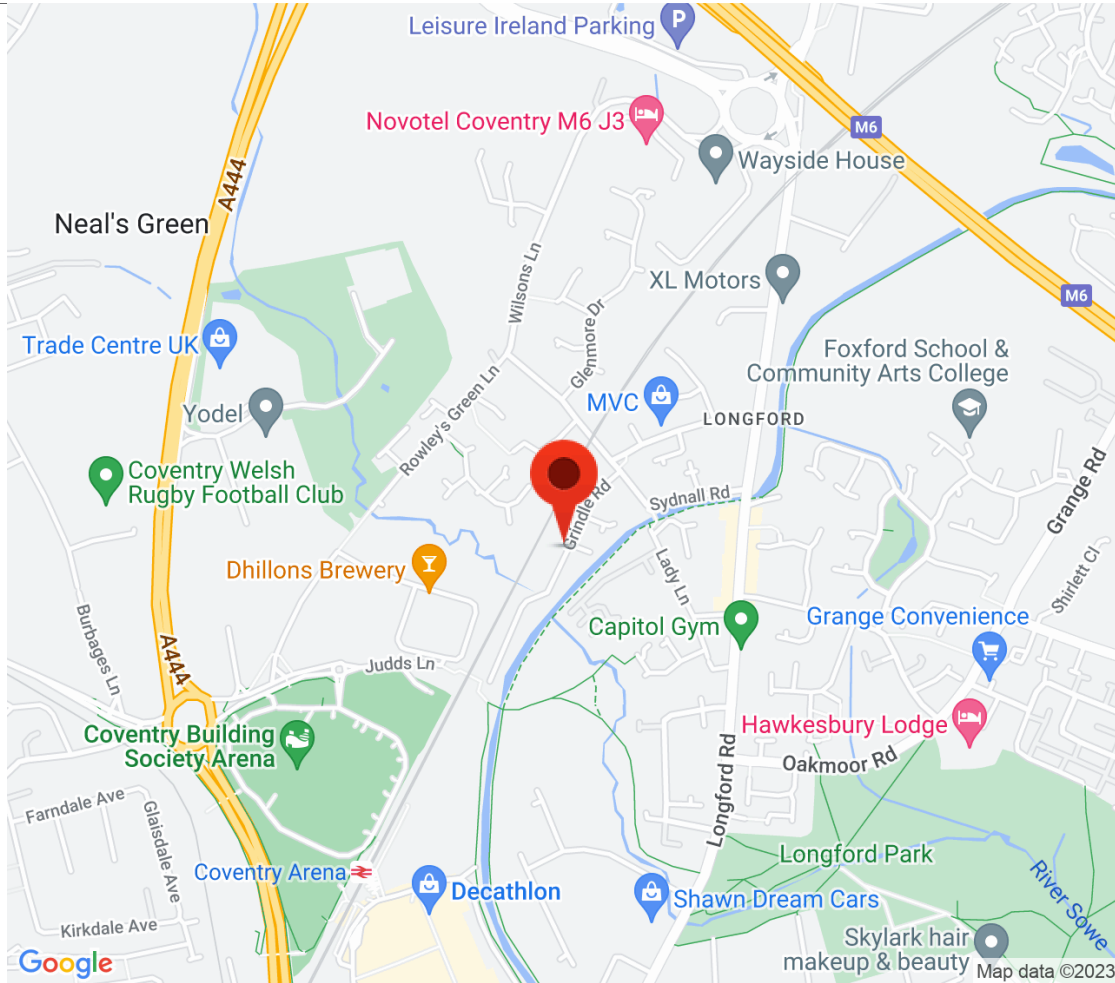 Leisure Ireland Parking
P
Novotel Coventry M6 J3
M6
Wayside House
A444
Neal's Green
Wilsons Ln
XL Motors
M6
Glenmore Dr
Trade Centre UK
Foxford School &
Community Arts College
Yodel
MVC
LONGFORD
Rowley's Green Ln
Coventry Welsh
Rugby Football Club
Grindle Rd
Sydnall Rd
Grange Rd
Dhillons Brewery
Lady Ln
Shirlett Cl
Burbages Ln
Capitol Gym
Grange Convenience
A444
Judds Ln
Coventry Building
Society Arena
Hawkesbury Lodge
Oakmoor Rd
Longford Rd
Farndale Ave
Glaisdale Ave
Longford Park
Coventry Arena
Decathlon
Shawn Dream Cars
River Sowe
Kirkdale Ave
Skylark hair
makeup & beauty
Google
Map data ©2023